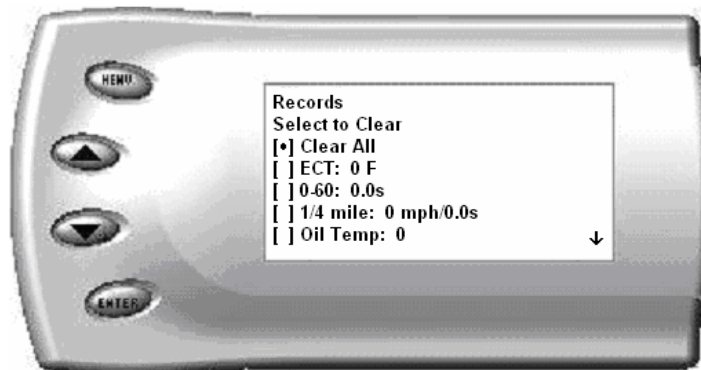 MENU
ENTER
Records
Select to Clear
[•] Clear All
[ ] ECT: 0 F
[ ] 0-60: 0.0s
[ ] 1/4 mile: 0 mph/0.0s
[ ] Oil Temp: 0